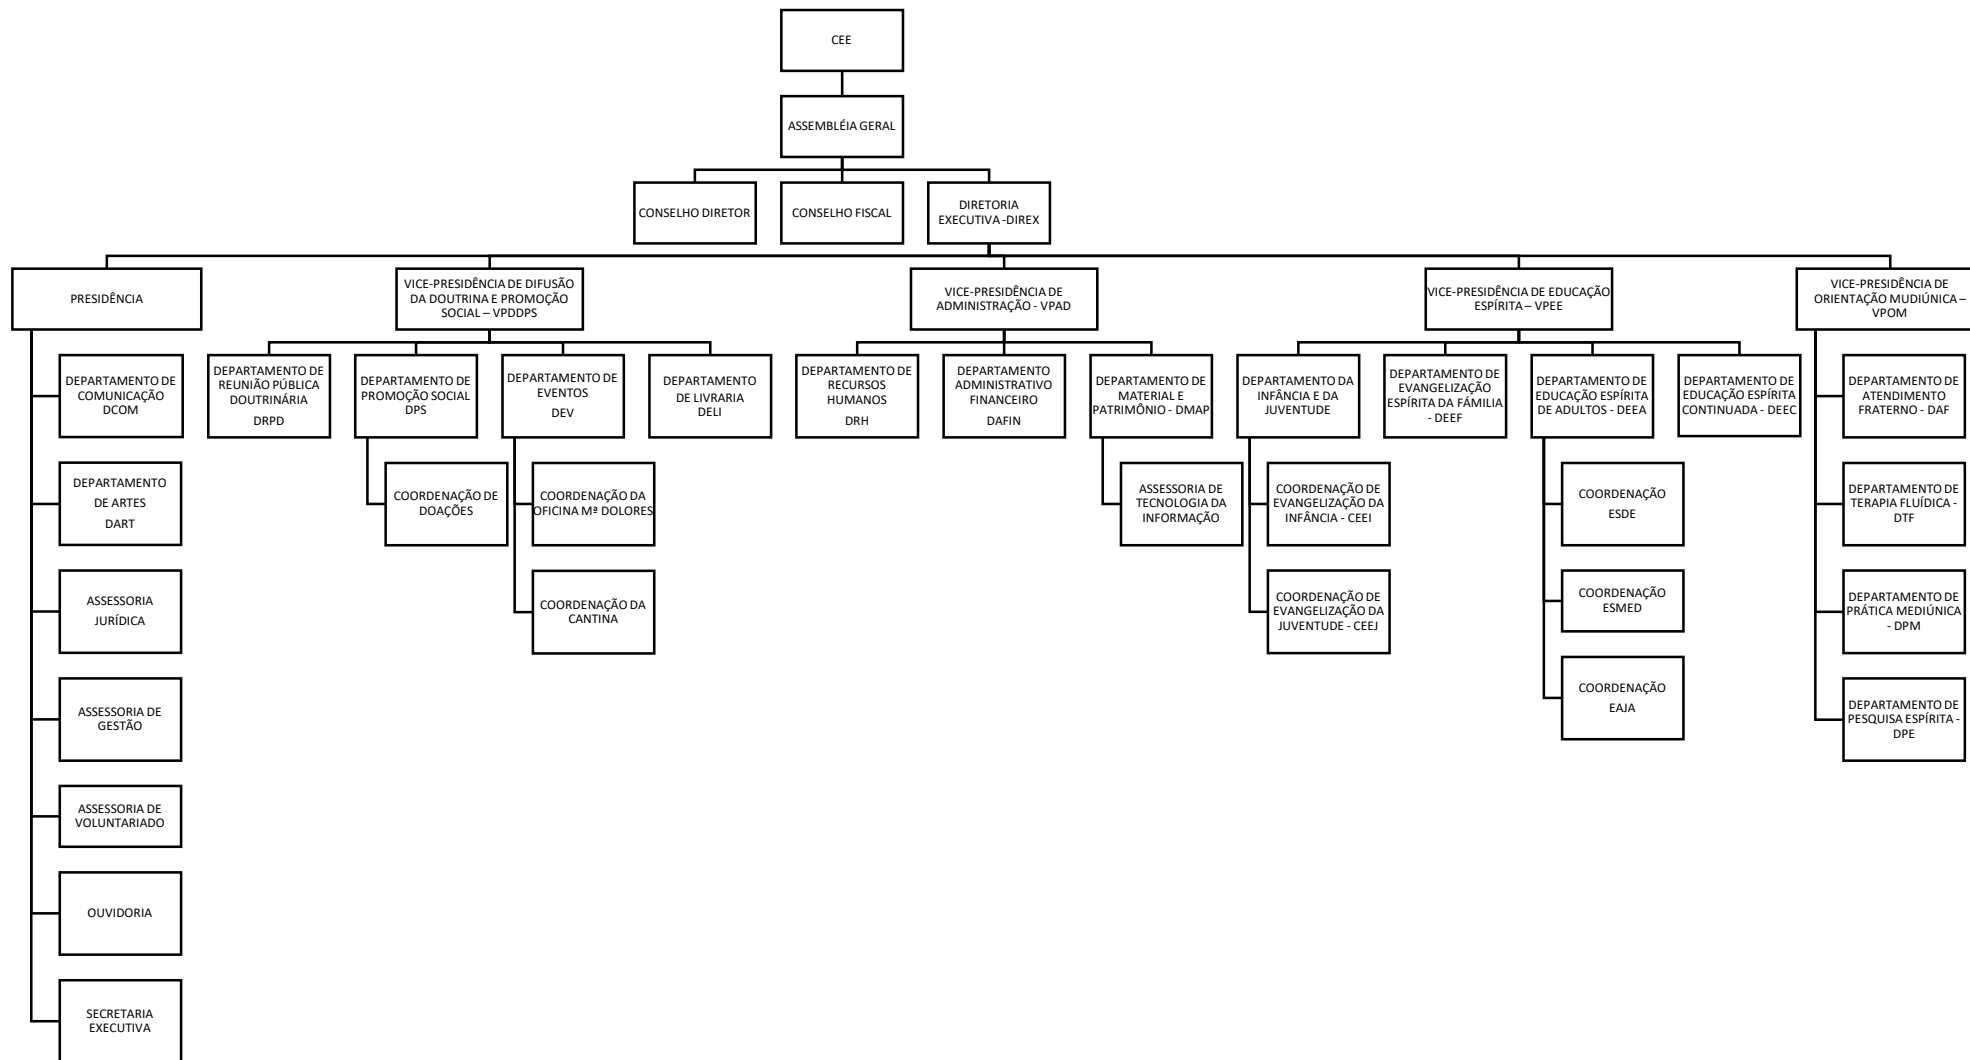 CEE
ASSEMBLÉIA GERAL
CONSELHO DIRETOR
CONSELHO FISCAL
DIRETORIA
EXECUTIVA -DIREX
PRESIDÊNCIA
VICE-PRESIDÊNCIA DE DIFUSÃO
DA DOUTRINA E PROMOÇÃO
SOCIAL – VPDDPS
VICE-PRESIDÊNCIA DE
ADMINISTRAÇÃO - VPAD
VICE-PRESIDÊNCIA DE EDUCAÇÃO
ESPÍRITA – VPEE
VICE-PRESIDÊNCIA DE
ORIENTAÇÃO MUDIÚNICA –
VPOM
DEPARTAMENTO DE
COMUNICAÇÃO
DCOM
DEPARTAMENTO
DE ARTES
DART
ASSESSORIA
JURÍDICA
ASSESSORIA DE
GESTÃO
ASSESSORIA DE
VOLUNTARIADO
OUVIDORIA
SECRETARIA
EXECUTIVA
DEPARTAMENTO DE
REUNIÃO PÚBLICA
DOUTRINÁRIA
DRPD
DEPARTAMENTO DE
PROMOÇÃO SOCIAL
DPS
COORDENAÇÃO DE
DOAÇÕES
DEPARTAMENTO DE
EVENTOS
DEV
COORDENAÇÃO DA
OFICINA Mª DOLORES
COORDENAÇÃO DA
CANTINA
DEPARTAMENTO
DE LIVRARIA
DELI
DEPARTAMENTO DE
RECURSOS
HUMANOS
DRH
DEPARTAMENTO
ADMINISTRATIVO
FINANCEIRO
DAFIN
DEPARTAMENTO DE
MATERIAL E
PATRIMÔNIO - DMAP
ASSESSORIA DE
TECNOLOGIA DA
INFORMAÇÃO
DEPARTAMENTO DA
INFÂNCIA E DA
JUVENTUDE
COORDENAÇÃO DE
EVANGELIZAÇÃO DA
INFÂNCIA - CEEI
COORDENAÇÃO DE
EVANGELIZAÇÃO DA
JUVENTUDE - CEEJ
DEPARTAMENTO DE
EVANGELIZAÇÃO
ESPÍRITA DA FÁMILIA
- DEEF
DEPARTAMENTO DE
EDUCAÇÃO ESPÍRITA
DE ADULTOS - DEEA
COORDENAÇÃO
ESDE
COORDENAÇÃO
ESMED
COORDENAÇÃO
EAJA
DEPARTAMENTO DE
EDUCAÇÃO ESPÍRITA
CONTINUADA - DEEC
DEPARTAMENTO DE
ATENDIMENTO
FRATERNO - DAF
DEPARTAMENTO DE
TERAPIA FLUÍDICA -
DTF
DEPARTAMENTO DE
PRÁTICA MEDIÚNICA
- DPM
DEPARTAMENTO DE
PESQUISA ESPÍRITA -
DPE